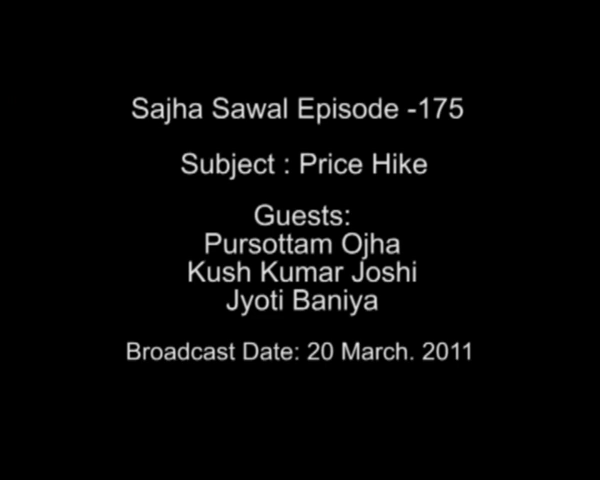 Sajha Sawal Episode -175
Subject : Price Hike
Guests:
Pursottam Ojha
Kush Kumar Joshi
Jyoti Baniya
Broadcast Date: 20 March. 2011